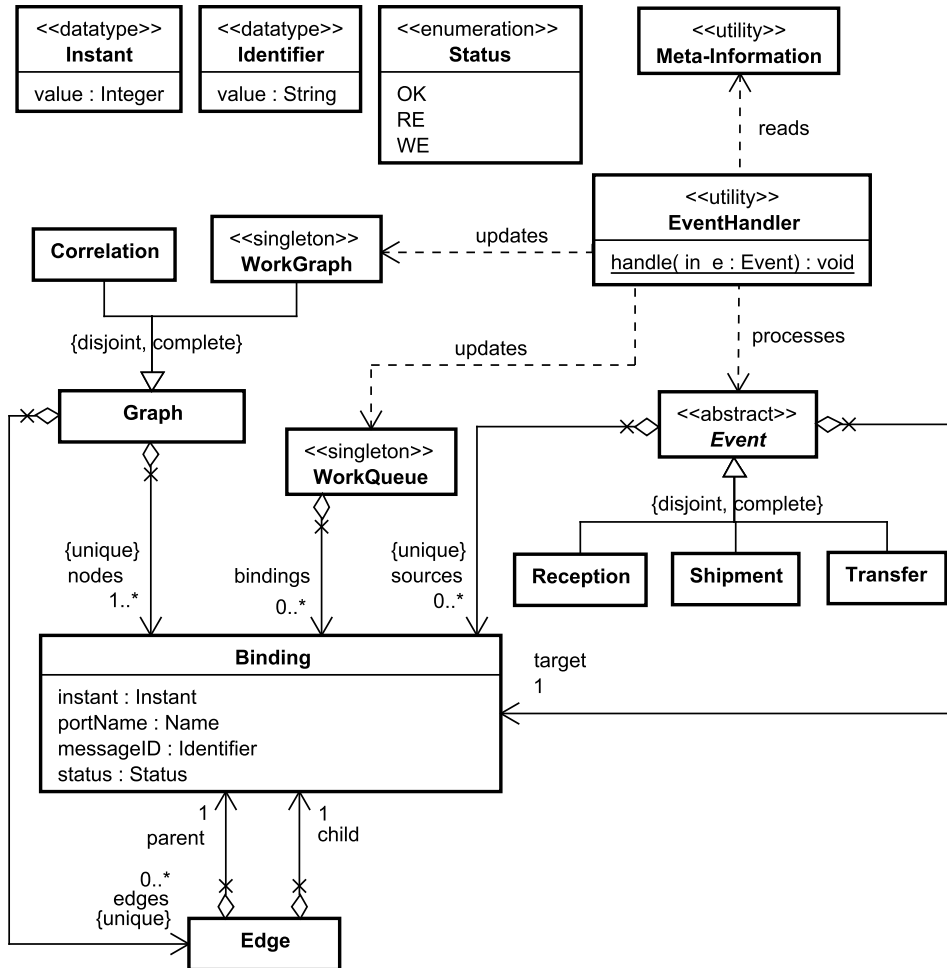 <<datatype>>
Instant
value : Integer
<<datatype>>
Identifier
value : String
<<enumeration>>
Status
OK
RE
WE
<<utility>>
Meta-Information
reads
<<utility>>
EventHandler
handle( in e : Event) : void
Correlation
<<singleton>>
WorkGraph
updates
{disjoint, complete}
updates
processes
Graph
<<singleton>>
WorkQueue
<<abstract>>
Event
{disjoint, complete}
Reception
Shipment
Transfer
{unique}
nodes
1..*
bindings
0..*
{unique}
sources
0..*
Binding
instant : Instant
portName : Name
messageID : Identifier
status : Status
target
1
1
parent
1
child
0..*
edges
{unique}
Edge